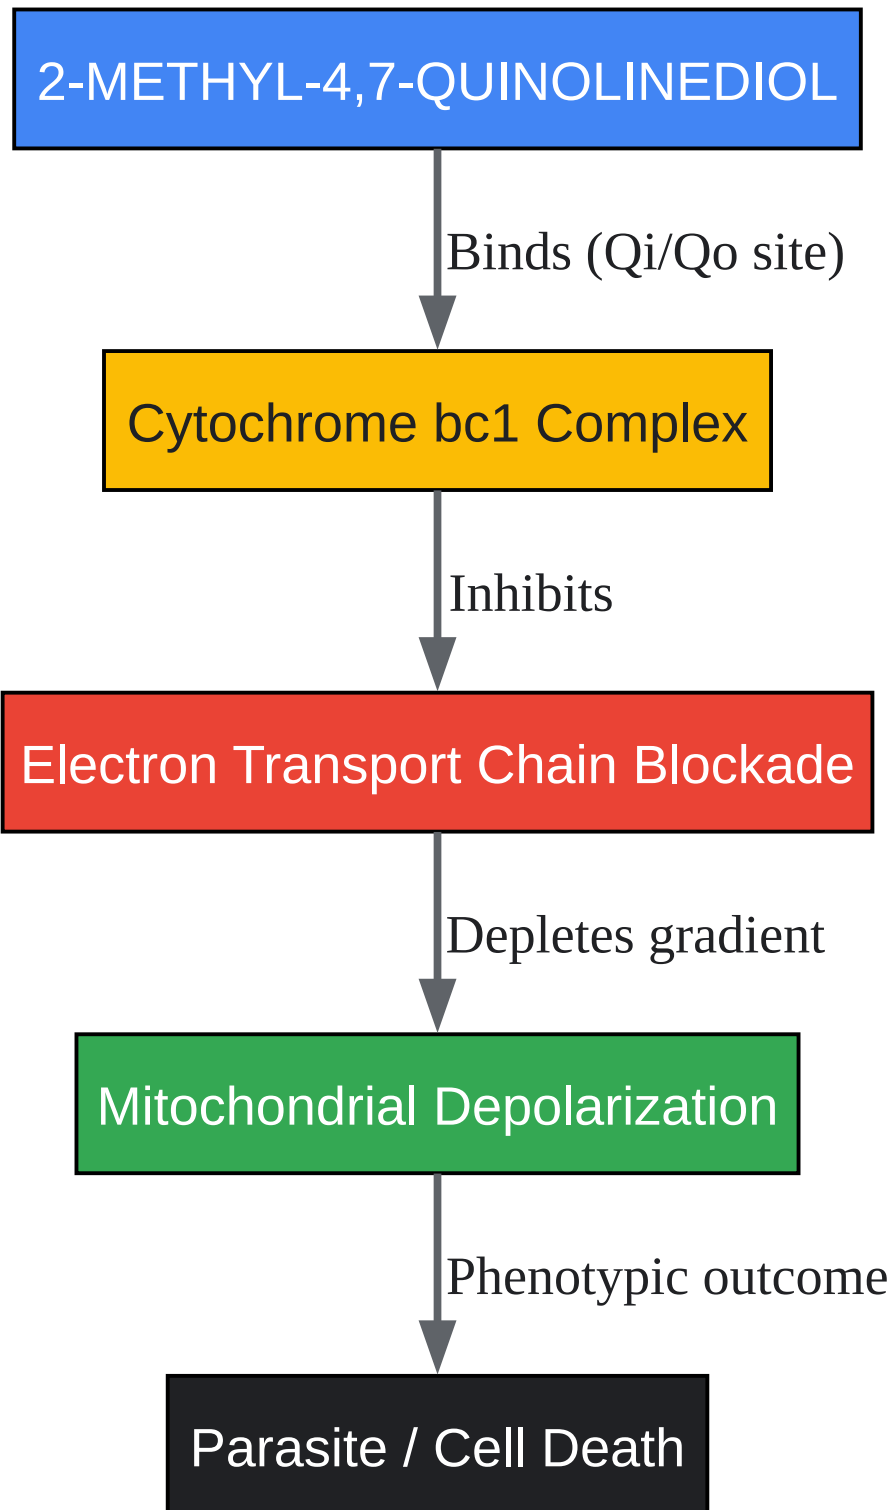 2-METHYL-4,7-QUINOLINEDIOL
Binds (Qi/Qo site)
Cytochrome bc1 Complex
Inhibits
Electron Transport Chain Blockade
Depletes gradient
Mitochondrial Depolarization
Phenotypic outcome
Parasite / Cell Death